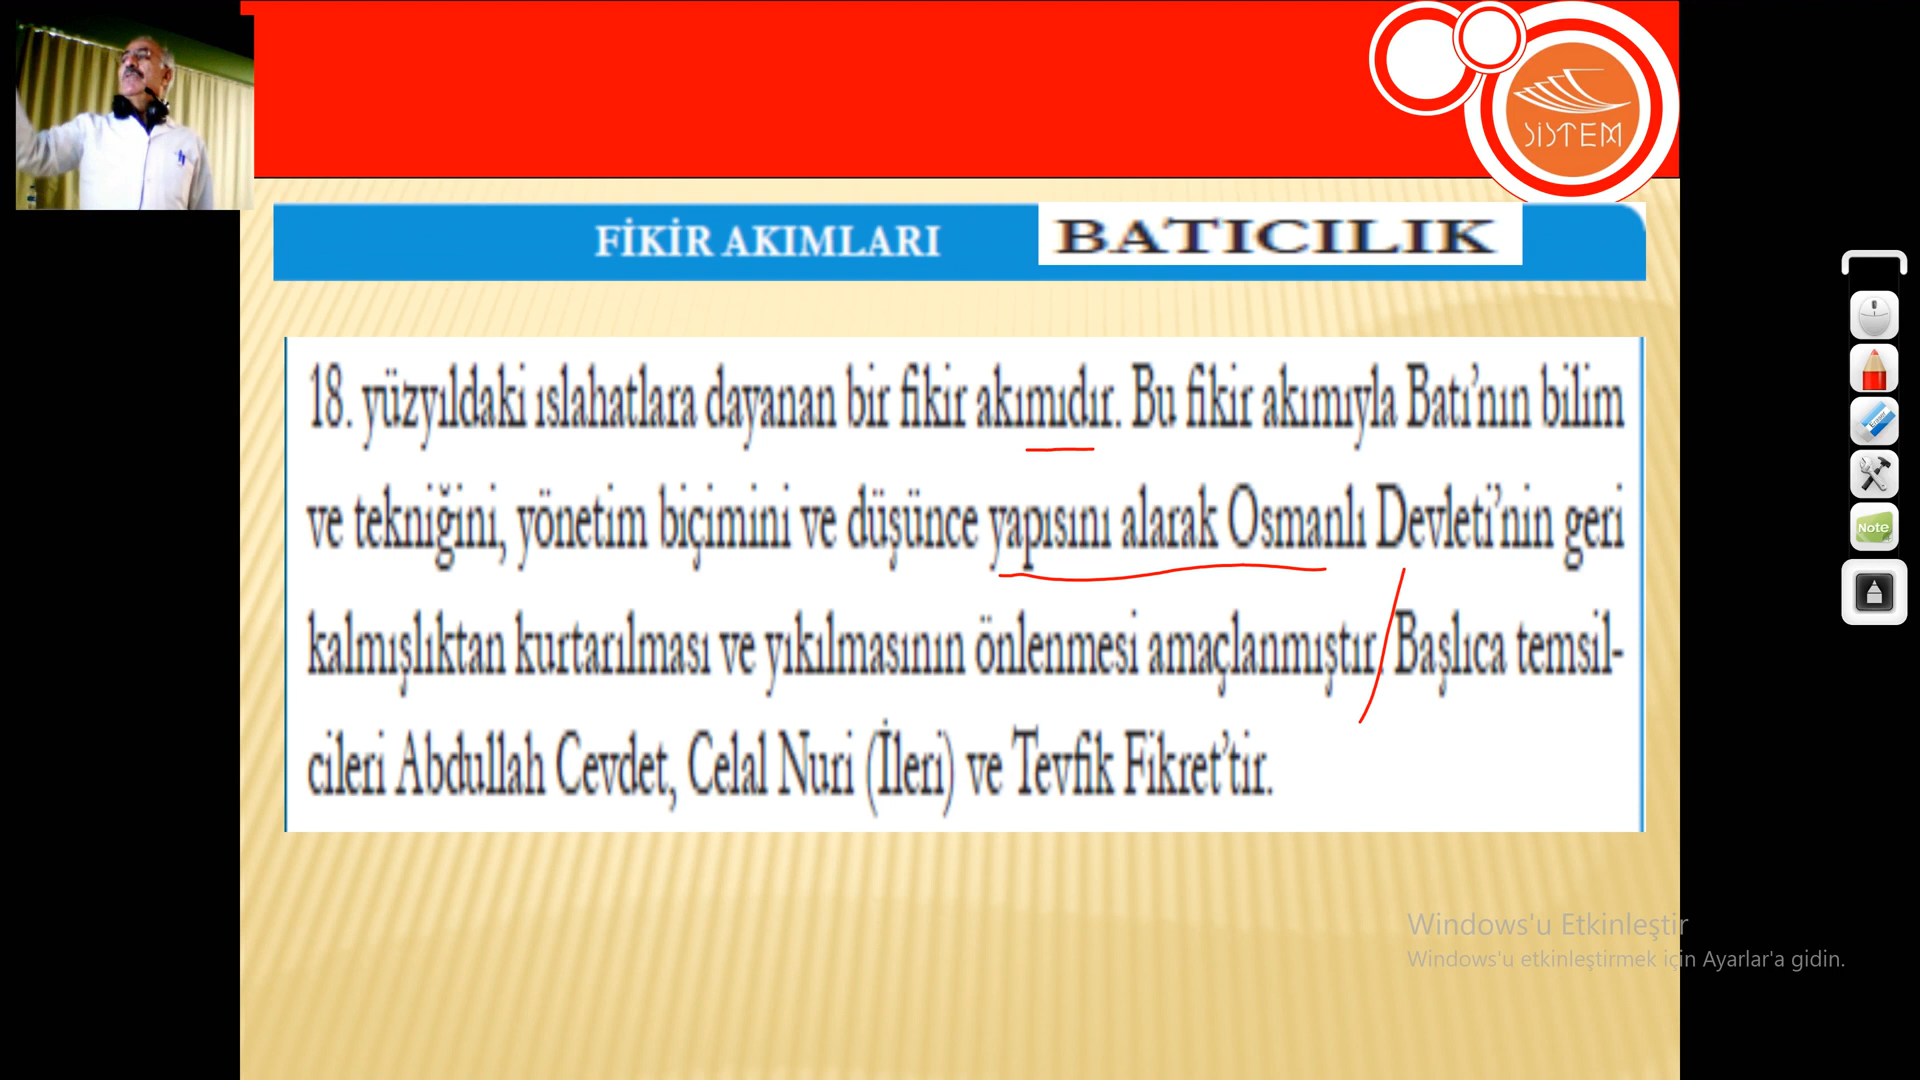 SİSTEM
FİKİR AKIMLARI BATICILIK
18. yüzyıldaki ıslahatlara dayanan bir fikir akımıdır. Bu fikir akımıyla Batı’nın bilim
ve tekniğini, yönetim biçimini ve düşünce yapısını alarak Osmanlı Devleti’nin geri
kalmışlıktan kurtarılması ve yıkılmasının önlenmesi amaçlanmıştır. Başlıca temsil-
cileri Abdullah Cevdet, Celal Nuri (İleri) ve Tevfik Fikret’tir.
Note
Windows'u Etkinleştir
Windows'u etkinleştirmek için Ayarlar'a gidin.